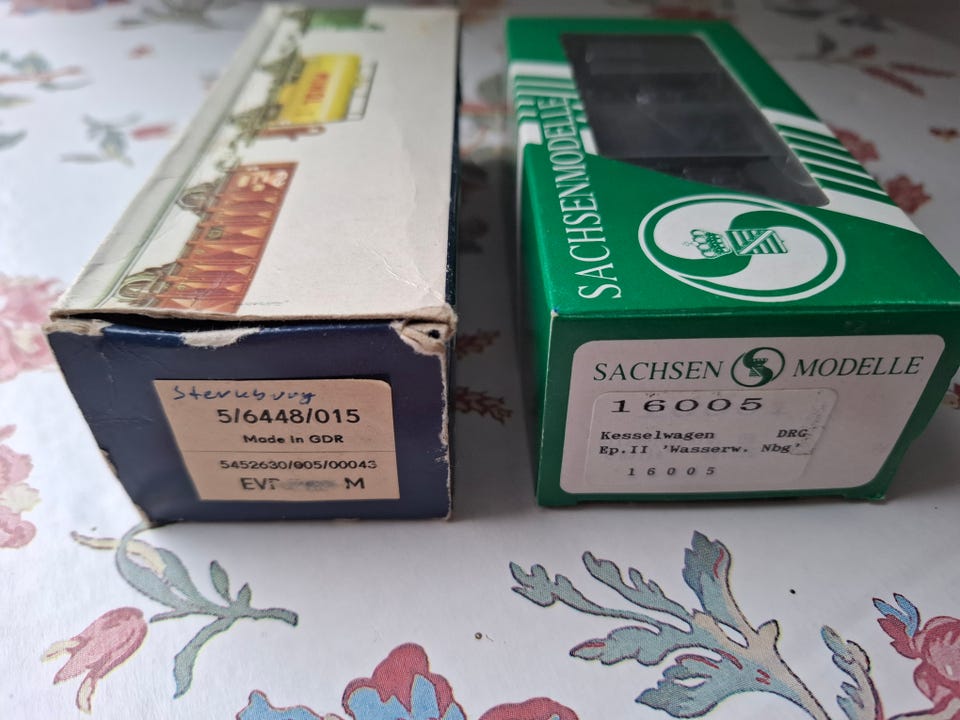 Sternburg
5/6448/015
Made in GDR
5452630/005/00043
EVP M
SACHSENMODELLE
SACHSEN MODELLE
16005
Kesselwagen DRG
Ep.II 'Wasserw. Nbg'
16005